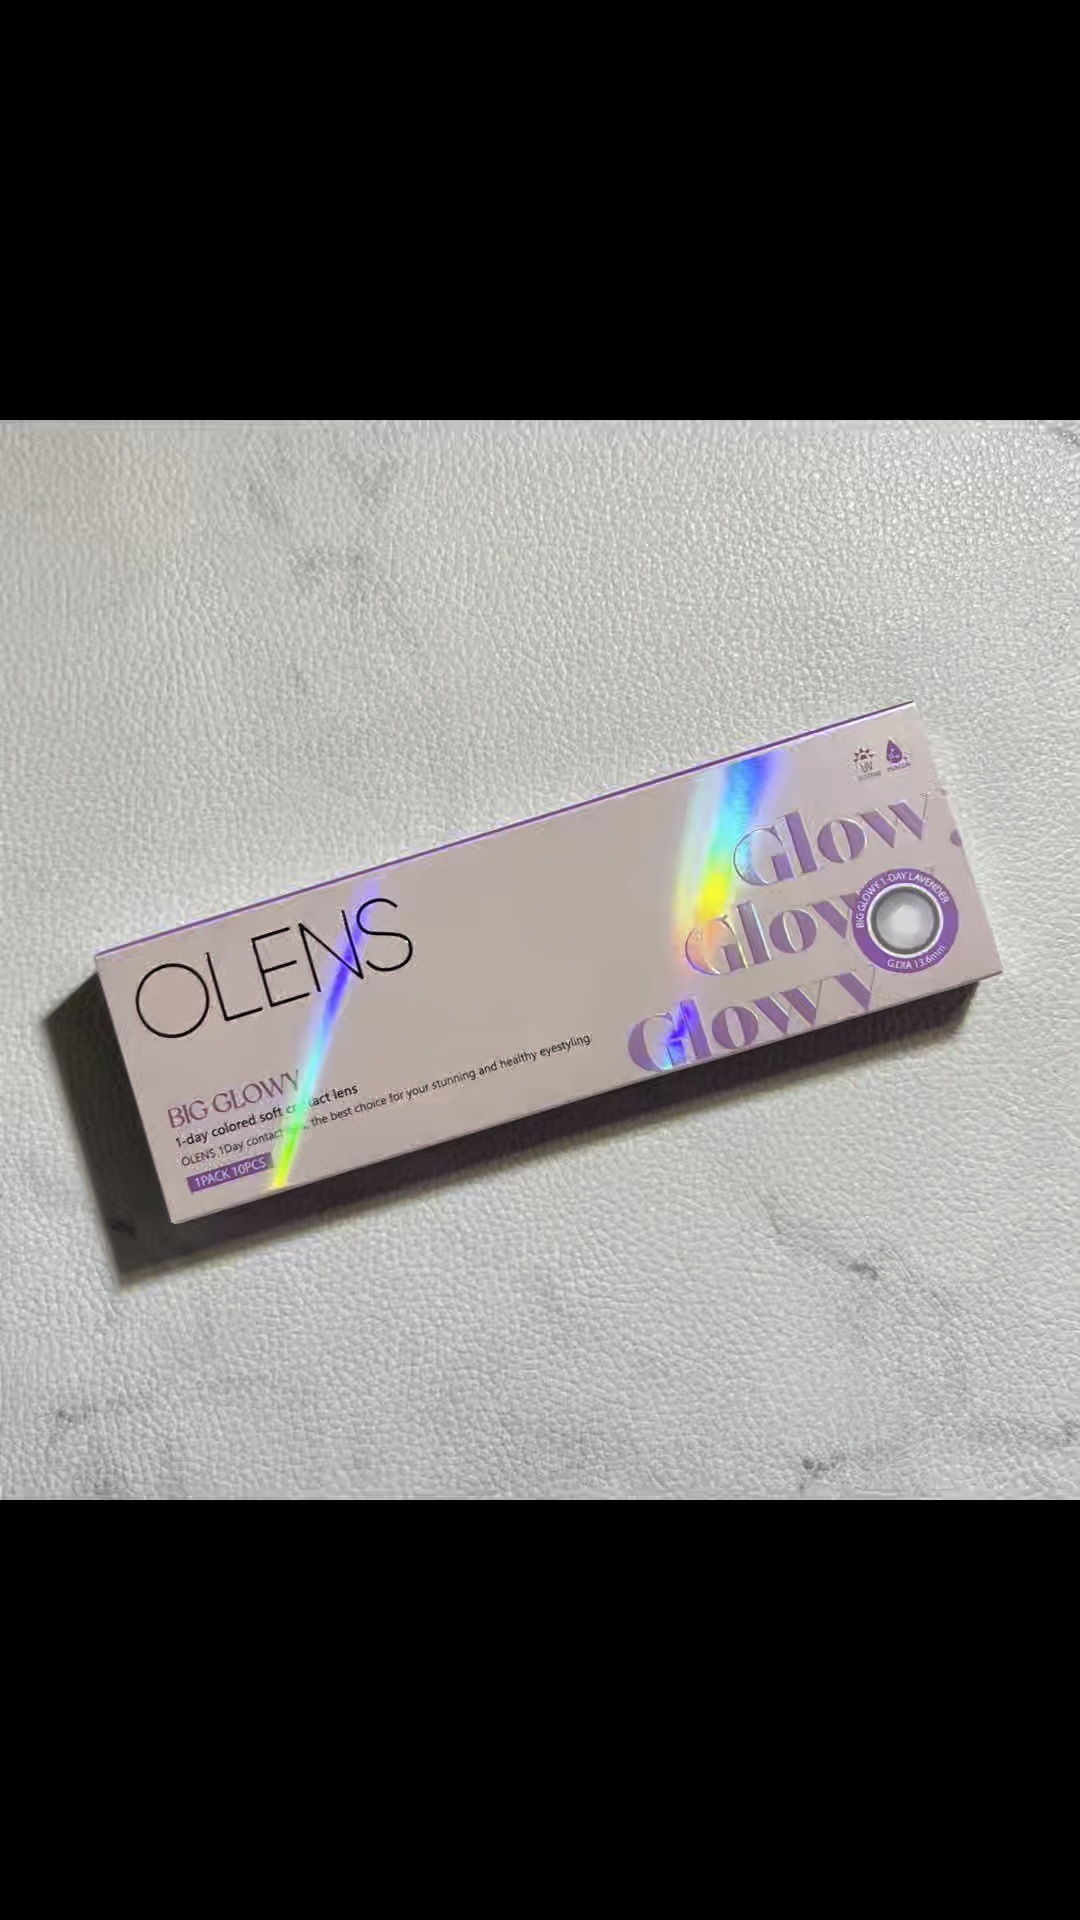 OLENS
BIG GLOWY
1-day colored soft contact lens
OLENS 1Day contact lens, the best choice for your stunning and healthy eyestyling.
1PACK 10PCS
UV
Glowy
Glowy
Glowy
BIG GLOWY 1-DAY LAVENDER
G.DIA 13.6mm